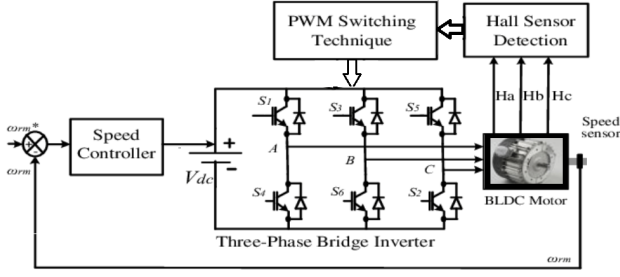 PWM Switching
Technique
Hall Sensor
Detection
Ha
Hb
Hc
S1
S3
S5
Speed
sensor
ωrm*
ωrm
Speed
Controller
+
-
Vdc
A
B
C
S4
S6
S2
BLDC Motor
Three-Phase Bridge Inverter
ωrm